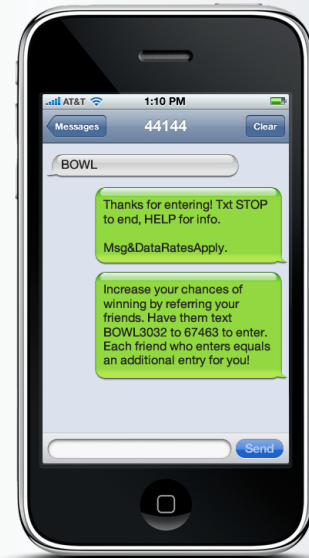 AT&T 1:10 PM
Messages 44144 Clear
BOWL
Thanks for entering! Txt STOP
to end, HELP for info.
Msg&DataRatesApply.
Increase your chances of
winning by referring your
friends. Have them text
BOWL3032 to 67463 to enter.
Each friend who enters equals
an additional entry for you!
Send